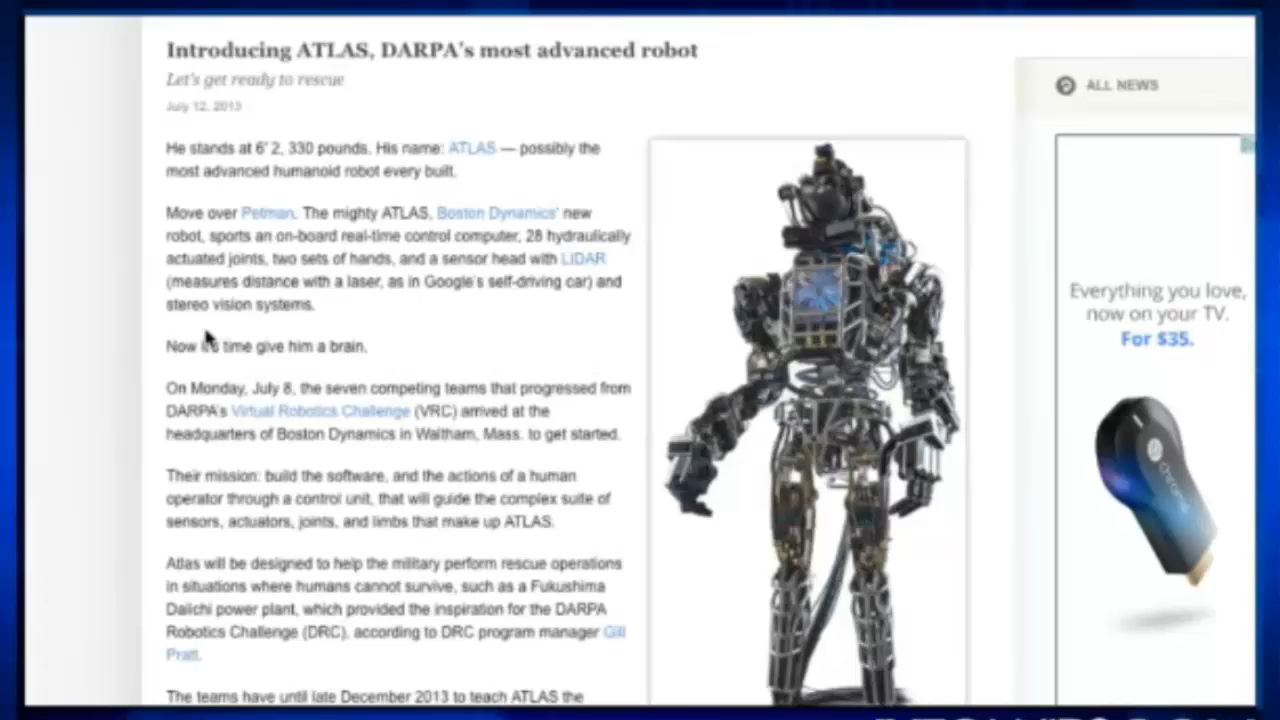 Introducing ATLAS, DARPA's most advanced robot
Let's get ready to rescue
July 12, 2013
He stands at 6' 2, 330 pounds. His name: ATLAS — possibly the
most advanced humanoid robot every built.
Move over Petman. The mighty ATLAS, Boston Dynamics' new
robot, sports an on-board real-time control computer, 28 hydraulically
actuated joints, two sets of hands, and a sensor head with LIDAR
(measures distance with a laser, as in Google's self-driving car) and
stereo vision systems.
Now it's time give him a brain.
On Monday, July 8, the seven competing teams that progressed from
DARPA's Virtual Robotics Challenge (VRC) arrived at the
headquarters of Boston Dynamics in Waltham, Mass. to get started.
Their mission: build the software, and the actions of a human
operator through a control unit, that will guide the complex suite of
sensors, actuators, joints, and limbs that make up ATLAS.
Atlas will be designed to help the military perform rescue operations
in situations where humans cannot survive, such as a Fukushima
Daiichi power plant, which provided the inspiration for the DARPA
Robotics Challenge (DRC), according to DRC program manager Gill
Pratt.
The teams have until late December 2013 to teach ATLAS the
ALL NEWS
Everything you love,
now on your TV.
For $35.
chrome